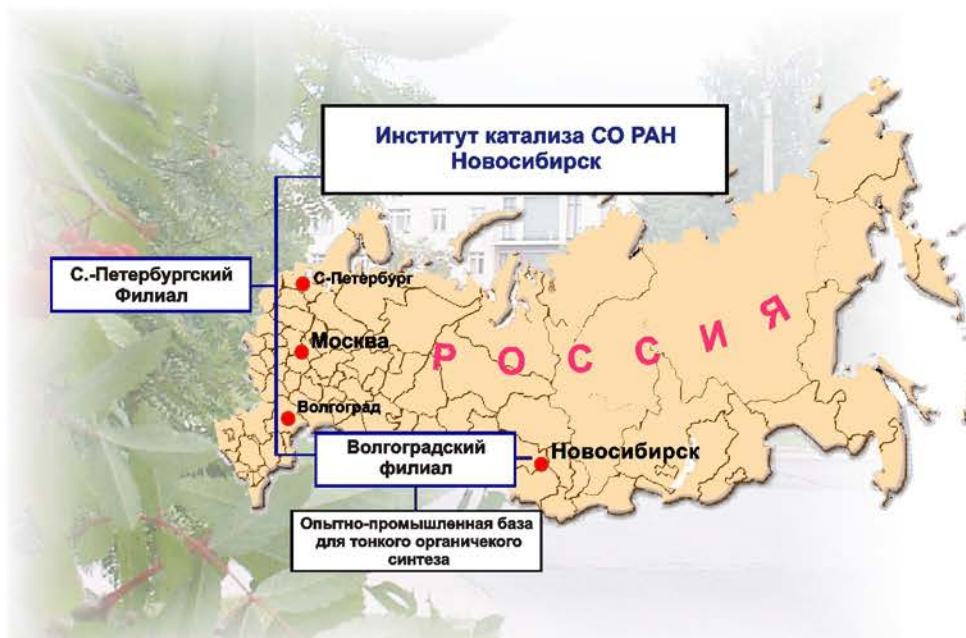 Институт катализа СО РАН
Новосибирск
С.-Петербургский
Филиал
С-Петербург
Москва
РОССИЯ
Волгоград
Волгоградский
филиал
Новосибирск
Опытно-промышленная база
для тонкого органичекого
синтеза